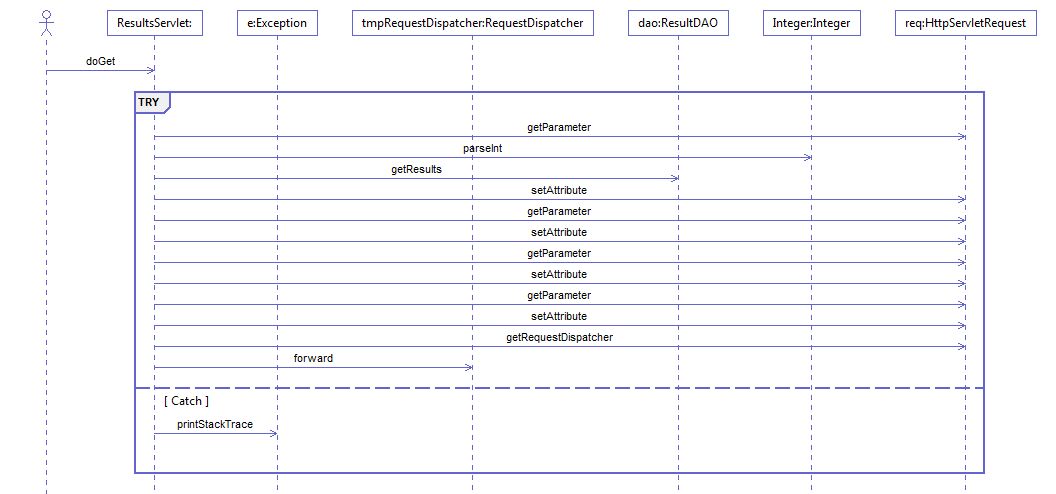 ResultsServlet:
e:Exception
tmpRequestDispatcher:RequestDispatcher
dao:ResultDAO
Integer:Integer
req:HttpServletRequest
doGet
TRY
getParameter
parseInt
getResults
setAttribute
getParameter
setAttribute
getParameter
setAttribute
getParameter
setAttribute
getRequestDispatcher
forward
[ Catch ]
printStackTrace